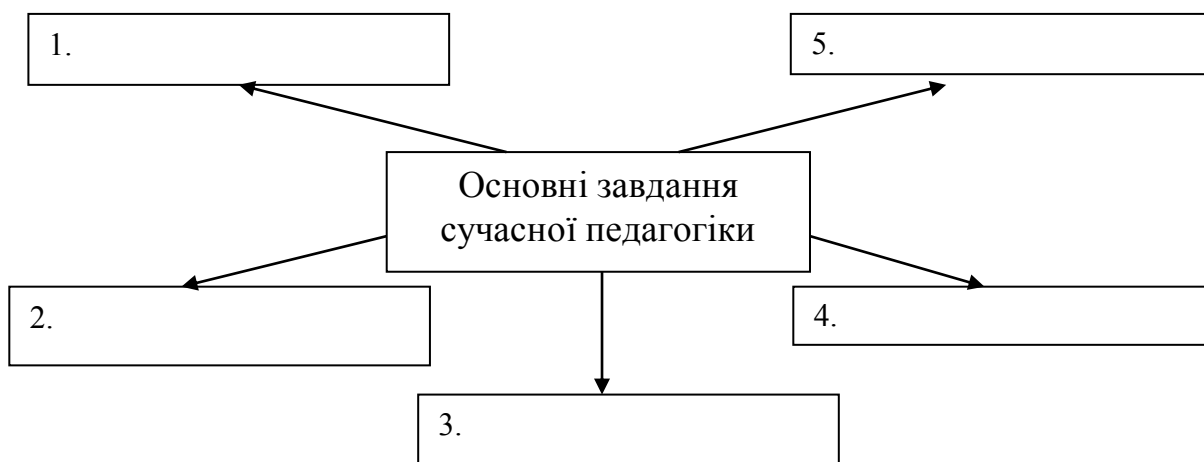 1.
5.
Основні завдання
сучасної педагогіки
2.
4.
3.